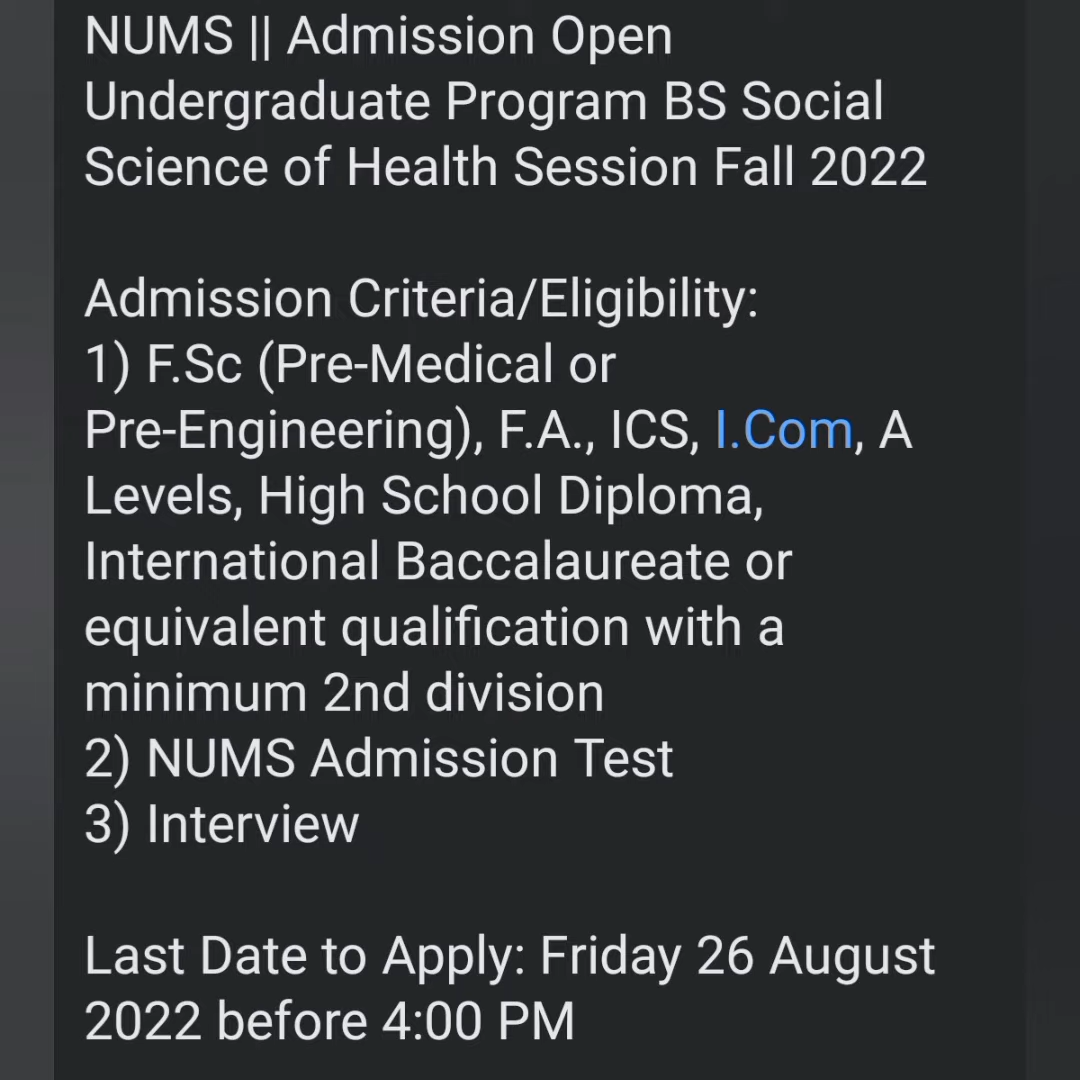 NUMS || Admission Open
Undergraduate Program BS Social
Science of Health Session Fall 2022
Admission Criteria/Eligibility:
1) F.Sc (Pre-Medical or
Pre-Engineering), F.A., ICS, I.Com, A
Levels, High School Diploma,
International Baccalaureate or
equivalent qualification with a
minimum 2nd division
2) NUMS Admission Test
3) Interview
Last Date to Apply: Friday 26 August
2022 before 4:00 PM